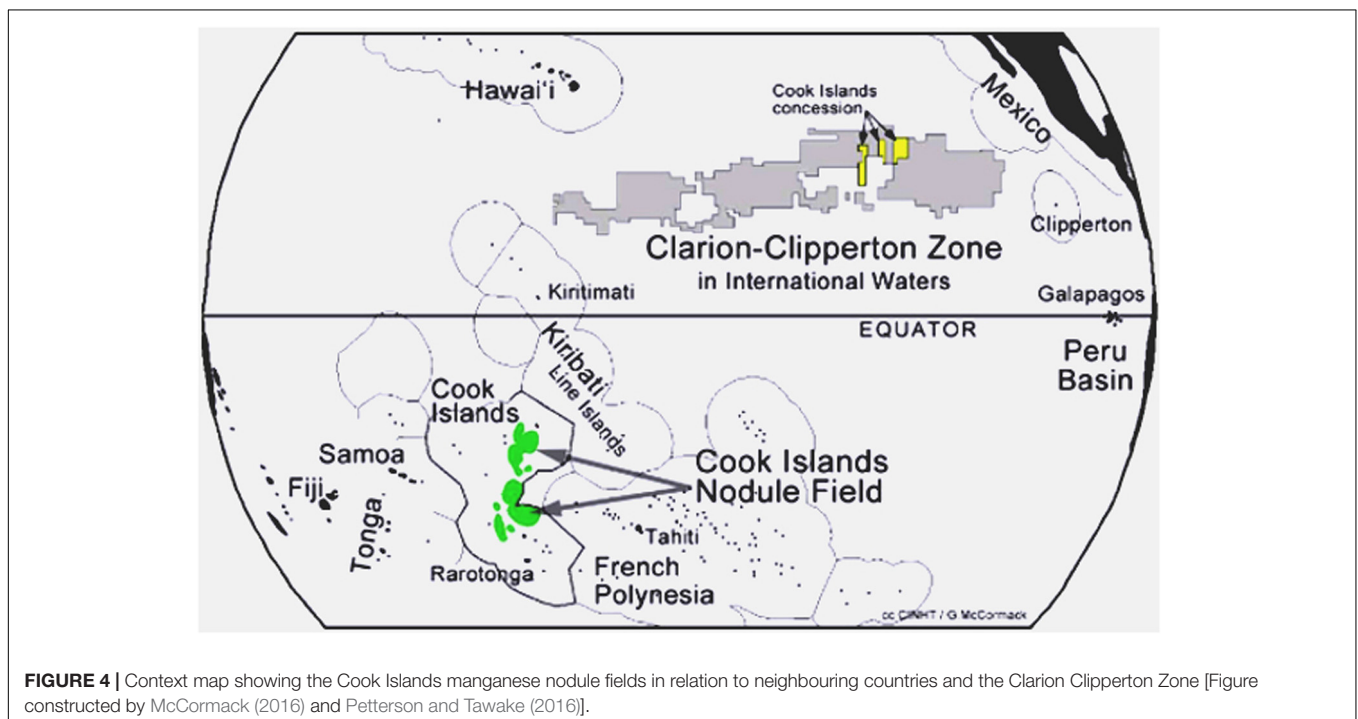 Hawai'i
Cook Islands
concession
Mexico
Clipperton
Clarion-Clipperton Zone
in International Waters
Kiritimati
Galapagos
EQUATOR
Peru
Basin
Kiribati
Line Islands
Cook
Islands
Samoa
Fiji
Tonga
Cook Islands
Nodule Field
Tahiti
Rarotonga
French
Polynesia
cc CINHT / G McCormack
FIGURE 4 | Context map showing the Cook Islands manganese nodule fields in relation to neighbouring countries and the Clarion Clipperton Zone [Figure
constructed by McCormack (2016) and Petterson and Tawake (2016)].